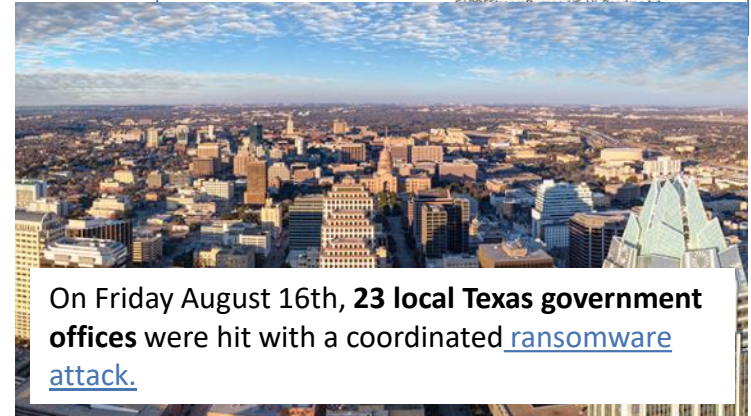 On Friday August 16th, 23 local Texas government
offices were hit with a coordinated ransomware
attack.